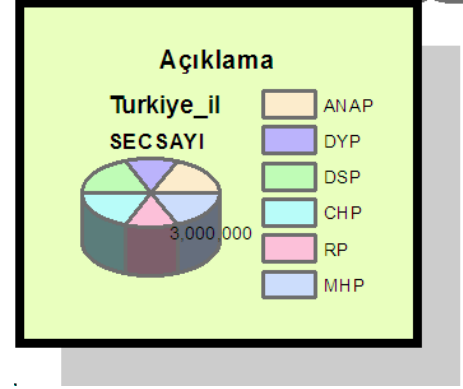 Açıklama
Turkiye_il
SECSAYI
3,000,000
ANAP
DYP
DSP
CHP
RP
MHP